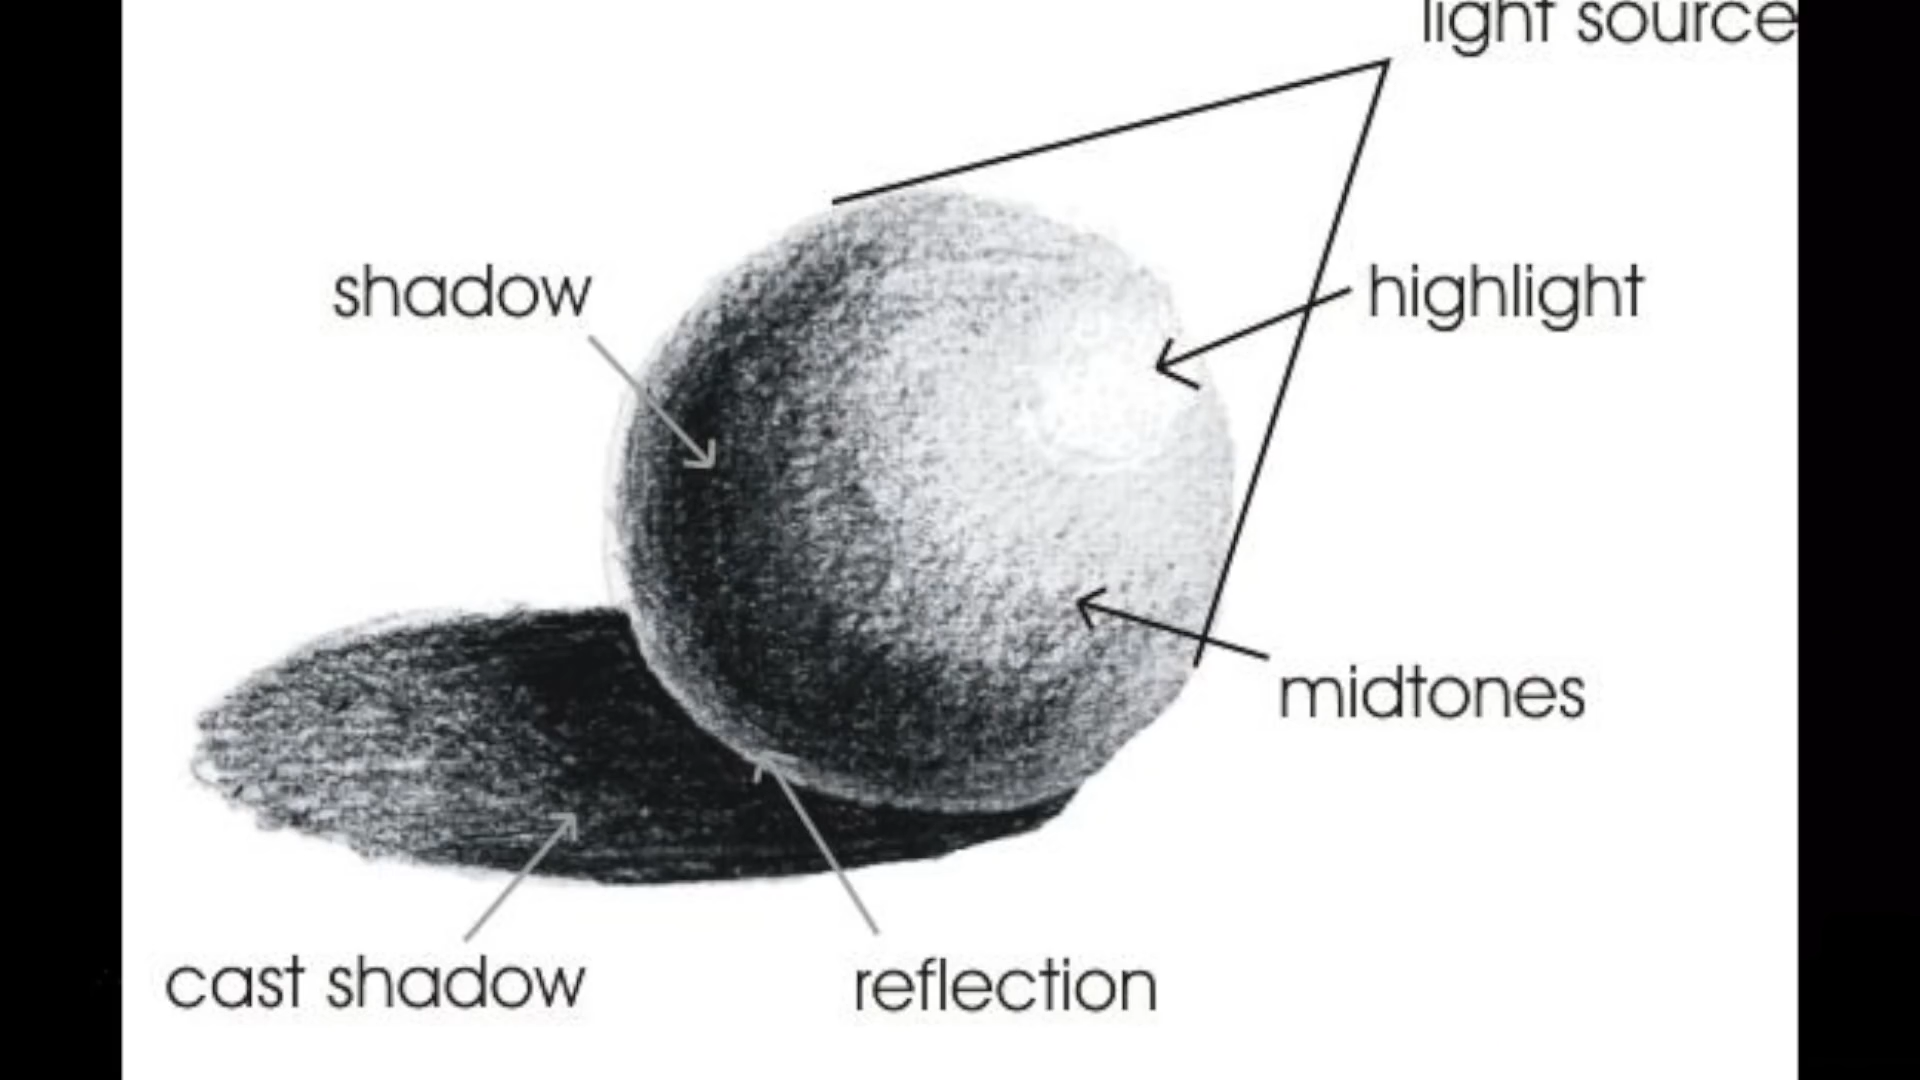 light source
shadow
highlight
midtones
cast shadow
reflection